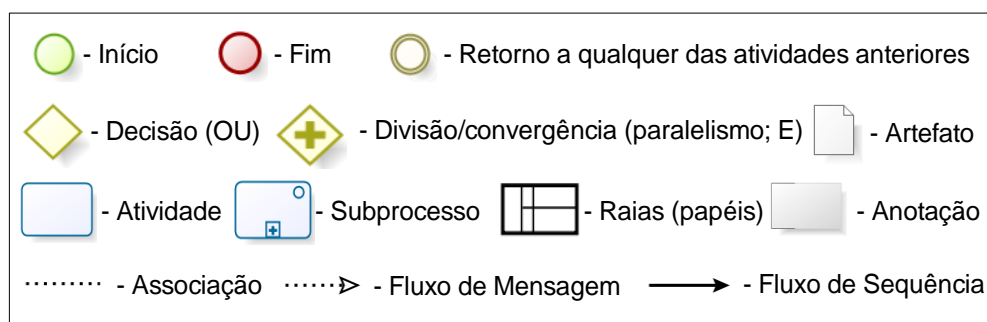 - Início - Fim - Retorno a qualquer das atividades anteriores
- Decisão (OU) - Divisão/convergência (paralelismo; E) - Artefato
- Atividade - Subprocesso - Raias (papéis) - Anotação
- Associação - Fluxo de Mensagem - Fluxo de Sequência